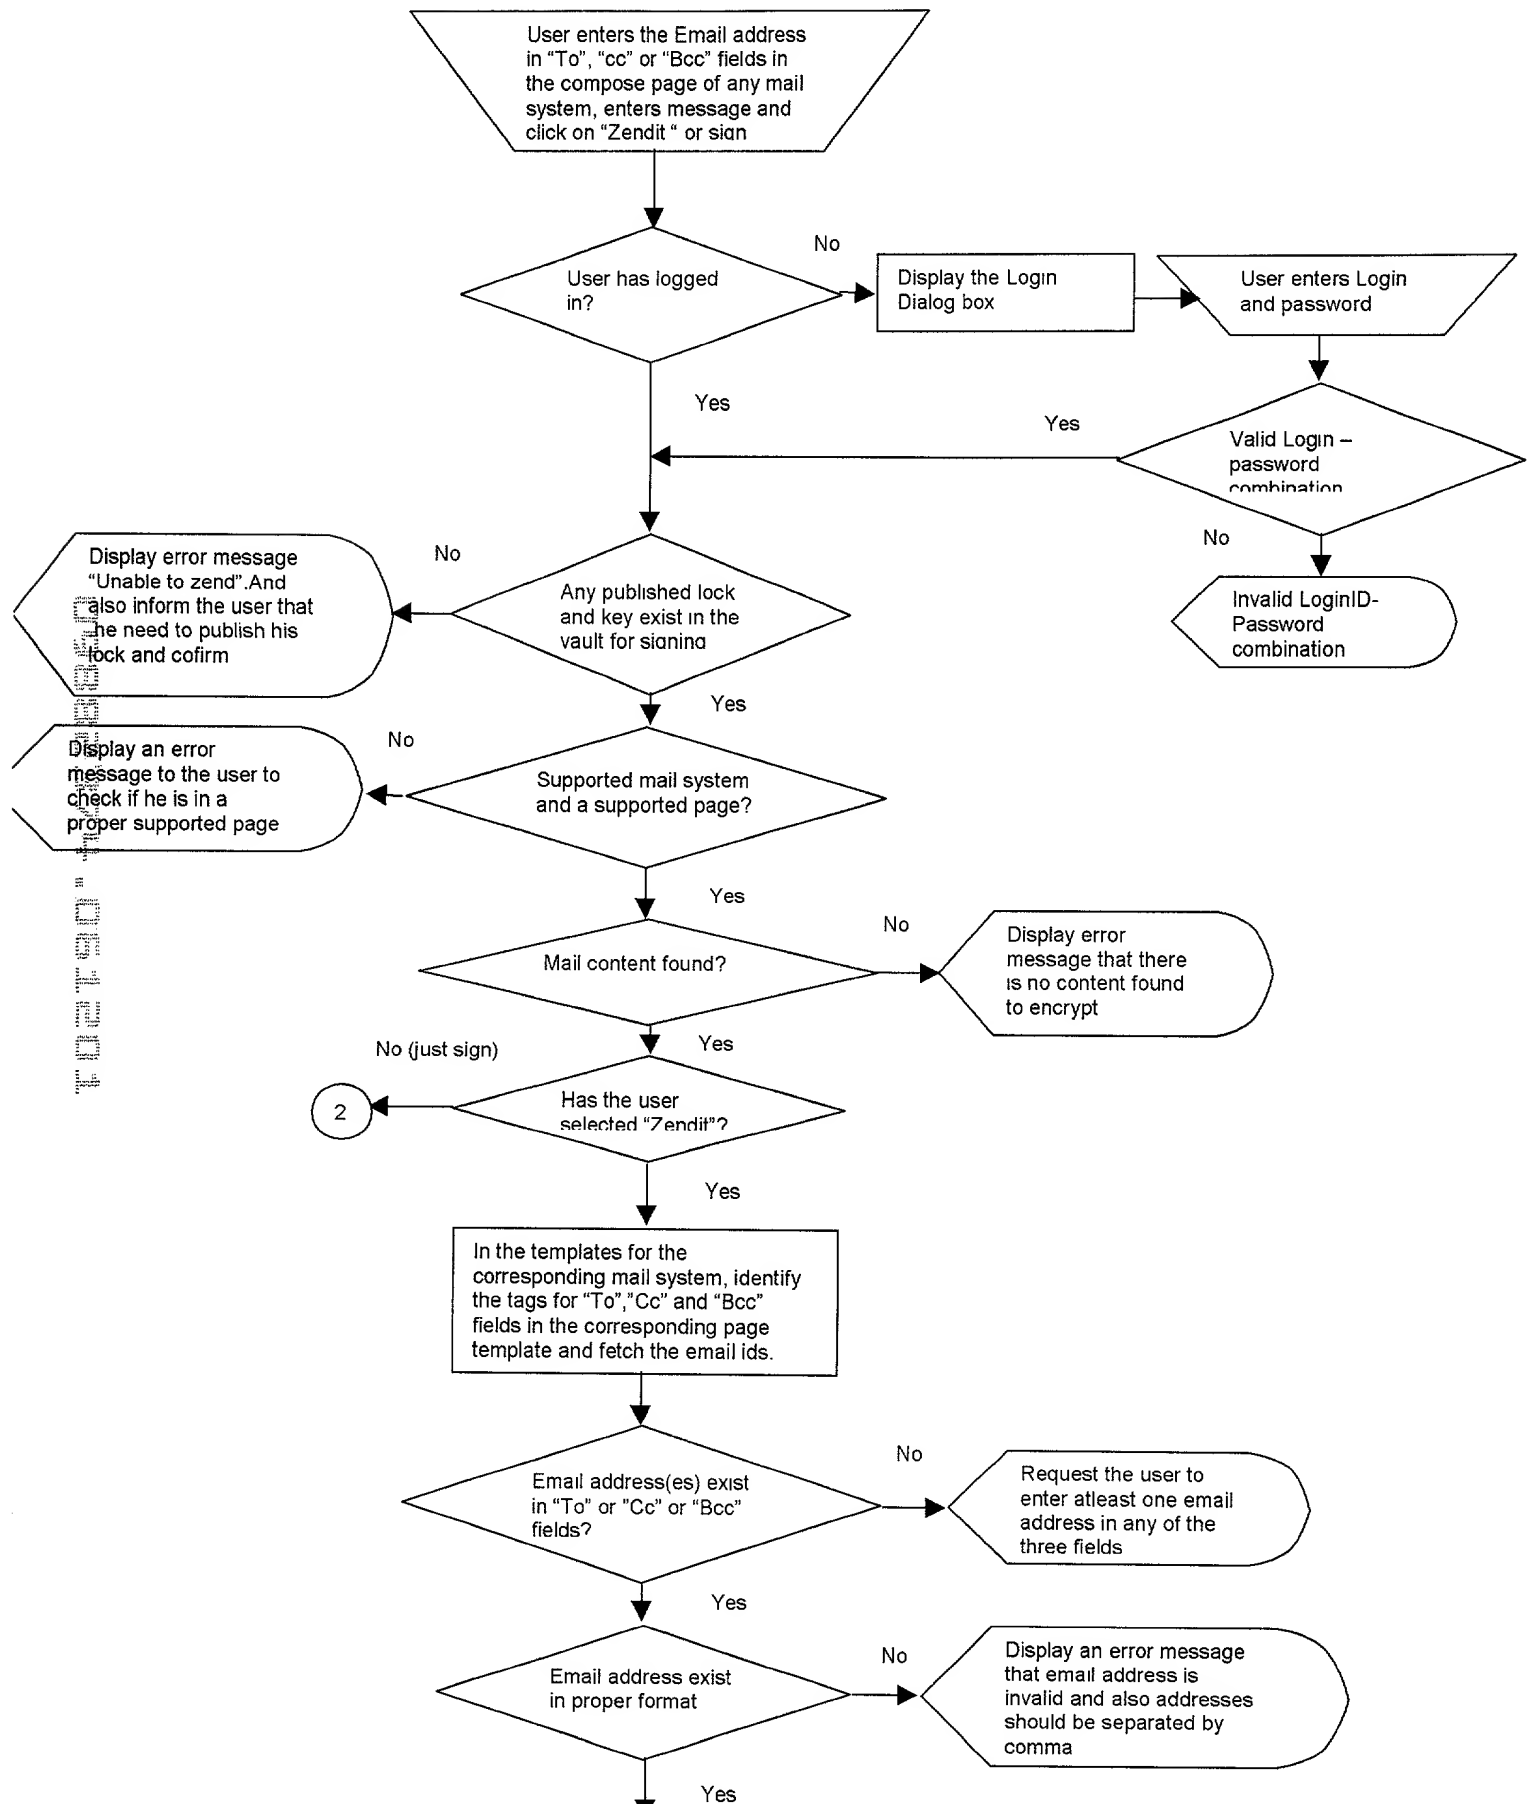 User enters the Email address
in “To”, “cc” or “Bcc” fields in
the compose page of any mail
system, enters message and
click on “Zendit “ or sign
No
User has logged
in?
Display the Login
Dialog box
User enters Login
and password
Yes
Yes
Valid Login –
password
combination
No
Invalid LoginID-
Password
combination
No
Display error message
“Unable to zend”.And
also inform the user that
he need to publish his
lock and cofirm
Any published lock
and key exist in the
vault for signing
Yes
No
Display an error
message to the user to
check if he is in a
proper supported page
Supported mail system
and a supported page?
Yes
No
Mail content found?
Display error
message that there
is no content found
to encrypt
Yes
No (just sign)
2
Has the user
selected “Zendit”?
Yes
In the templates for the
corresponding mail system, identify
the tags for “To”,”Cc” and “Bcc”
fields in the corresponding page
template and fetch the email ids.
No
Email address(es) exist
in “To” or “Cc” or “Bcc”
fields?
Request the user to
enter atleast one email
address in any of the
three fields
Yes
No
Email address exist
in proper format
Display an error message
that email address is
invalid and also addresses
should be separated by
comma
Yes